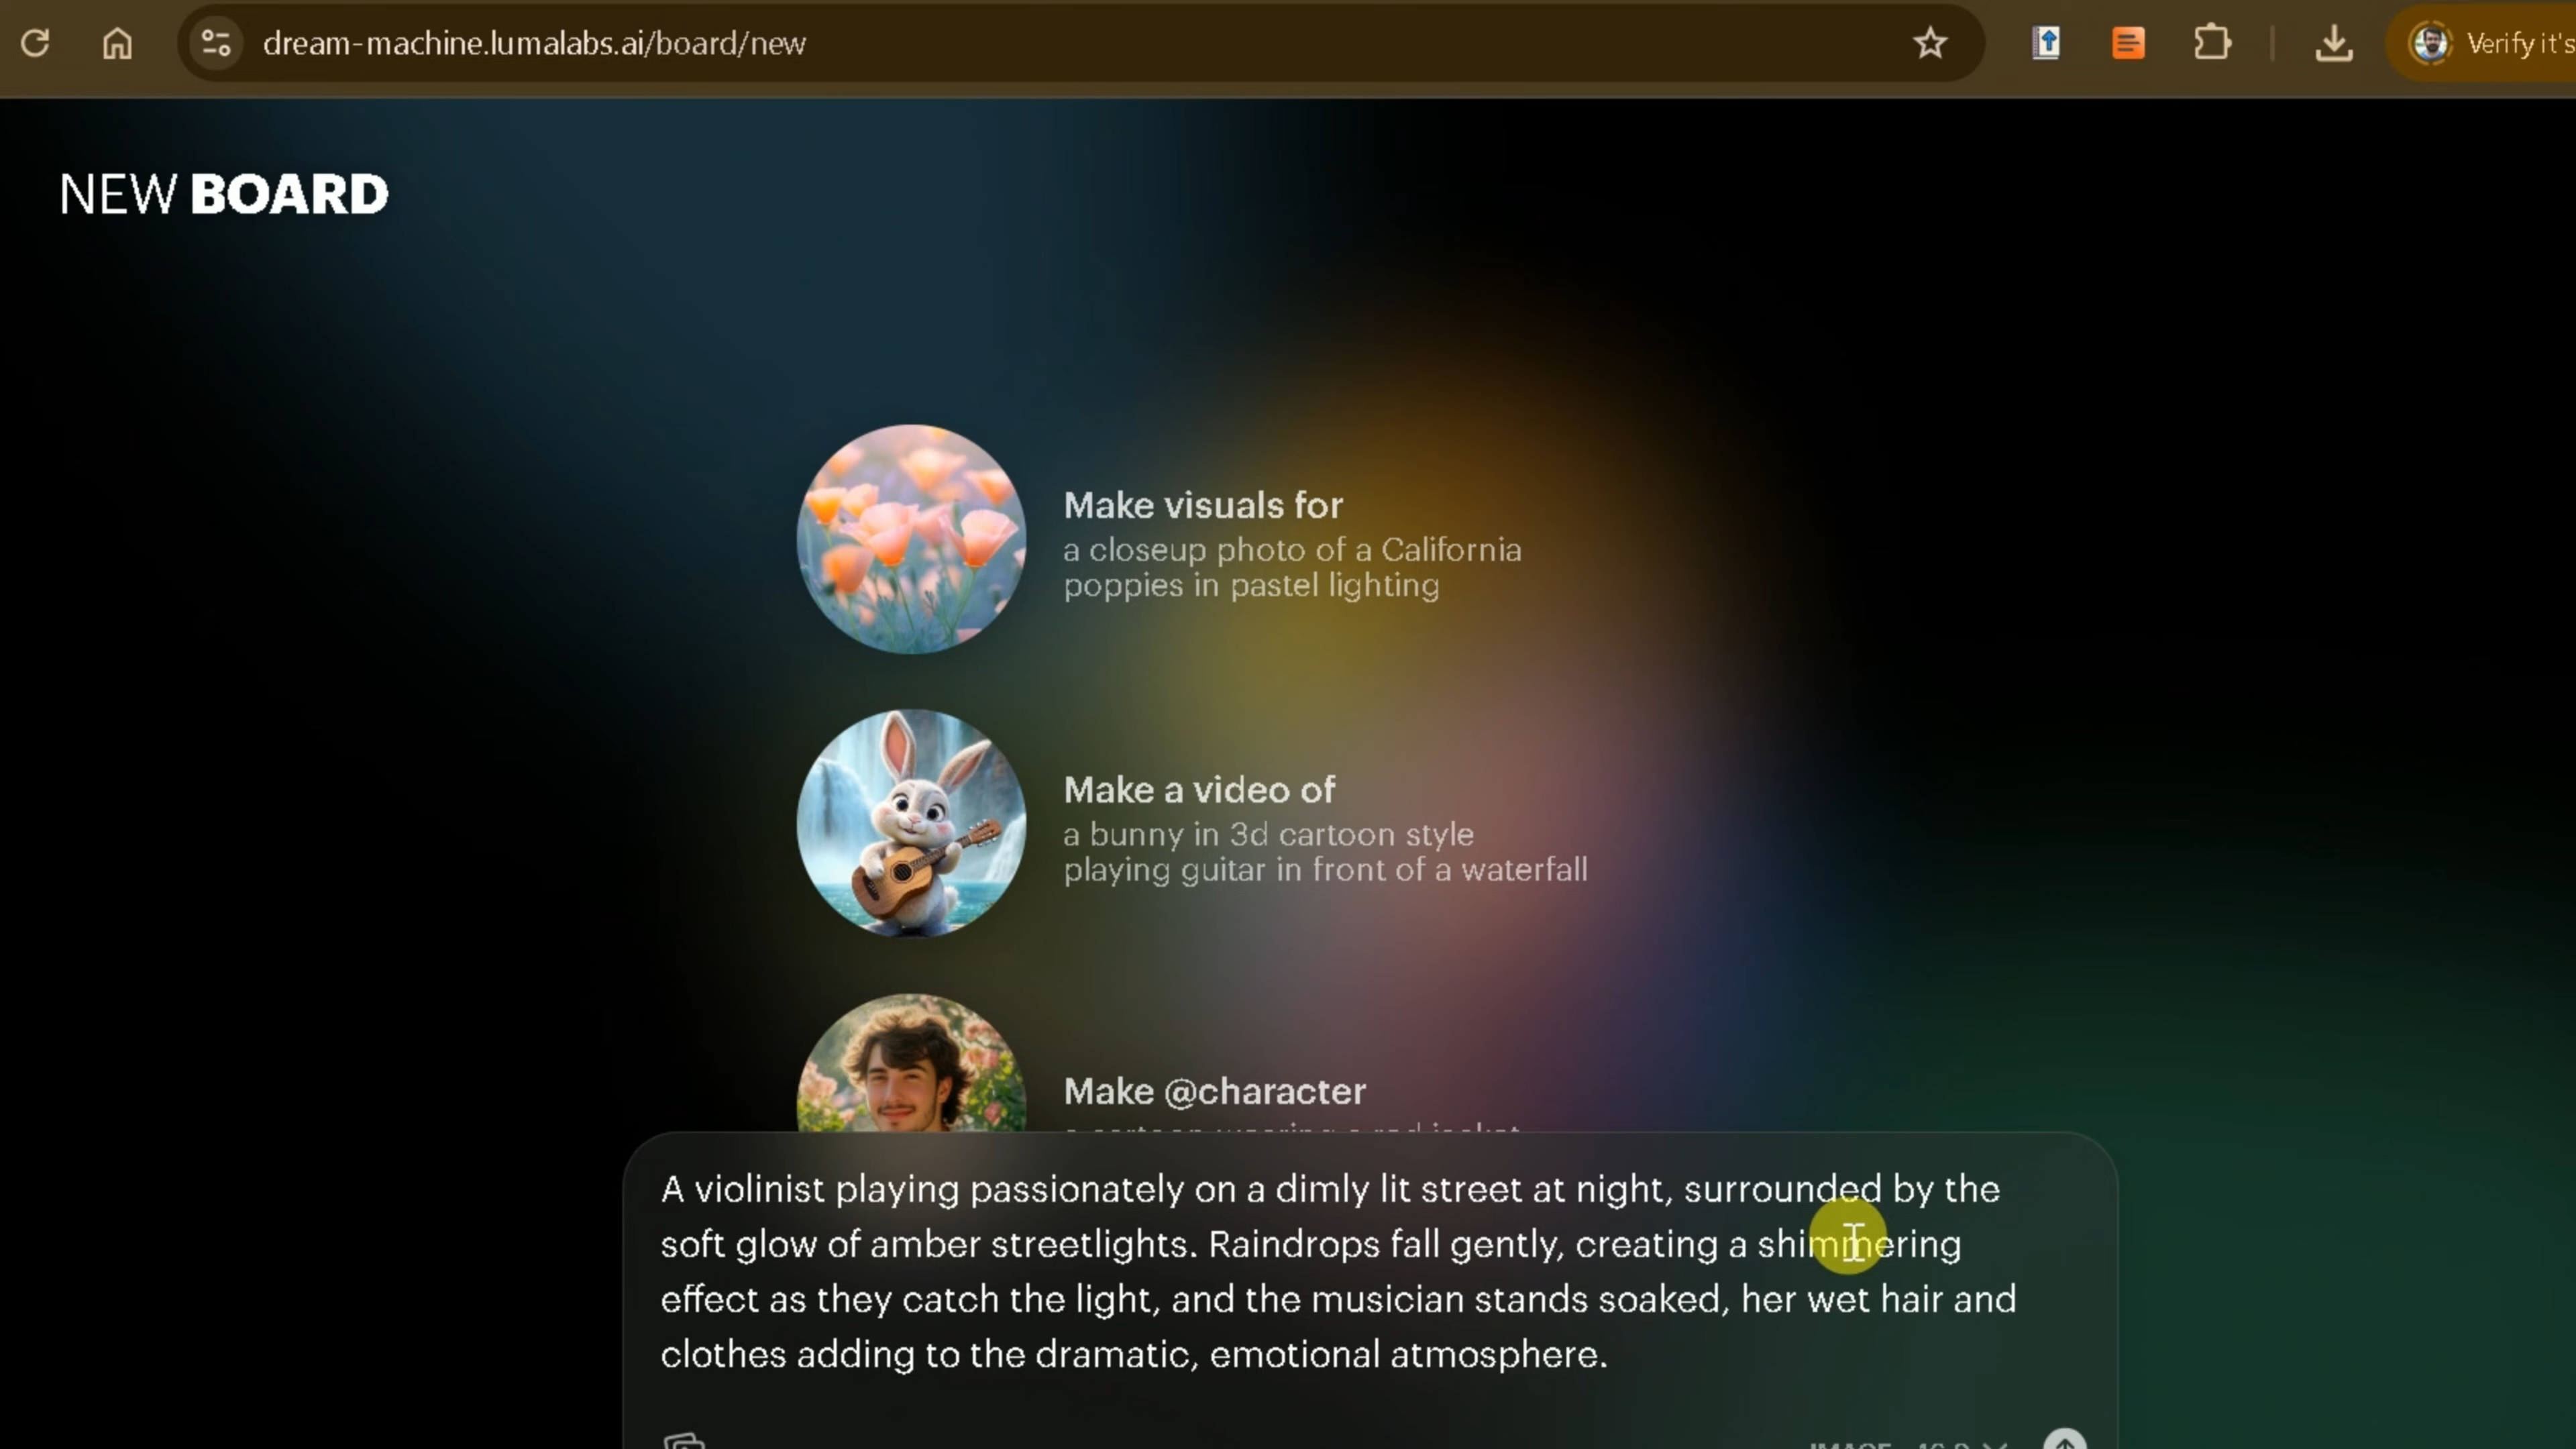 dream-machine.lumalabs.ai/board/new
Verify it's
NEW BOARD
Make visuals for
a closeup photo of a California
poppies in pastel lighting
Make a video of
a bunny in 3d cartoon style
playing guitar in front of a waterfall
Make @character
a cartoon wearing a red jacket
A violinist playing passionately on a dimly lit street at night, surrounded by the
soft glow of amber streetlights. Raindrops fall gently, creating a shimmering
effect as they catch the light, and the musician stands soaked, her wet hair and
clothes adding to the dramatic, emotional atmosphere.